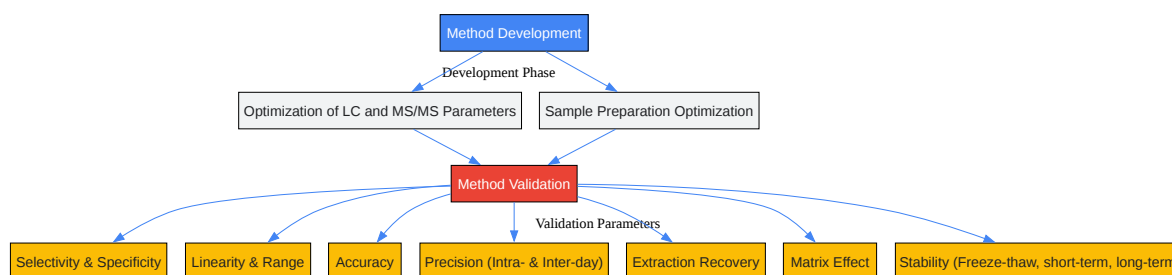 Method Development
Development Phase
Optimization of LC and MS/MS Parameters
Sample Preparation Optimization
Method Validation
Validation Parameters
Selectivity & Specificity
Linearity & Range
Accuracy
Precision (Intra- & Inter-day)
Extraction Recovery
Matrix Effect
Stability (Freeze-thaw, short-term, long-term